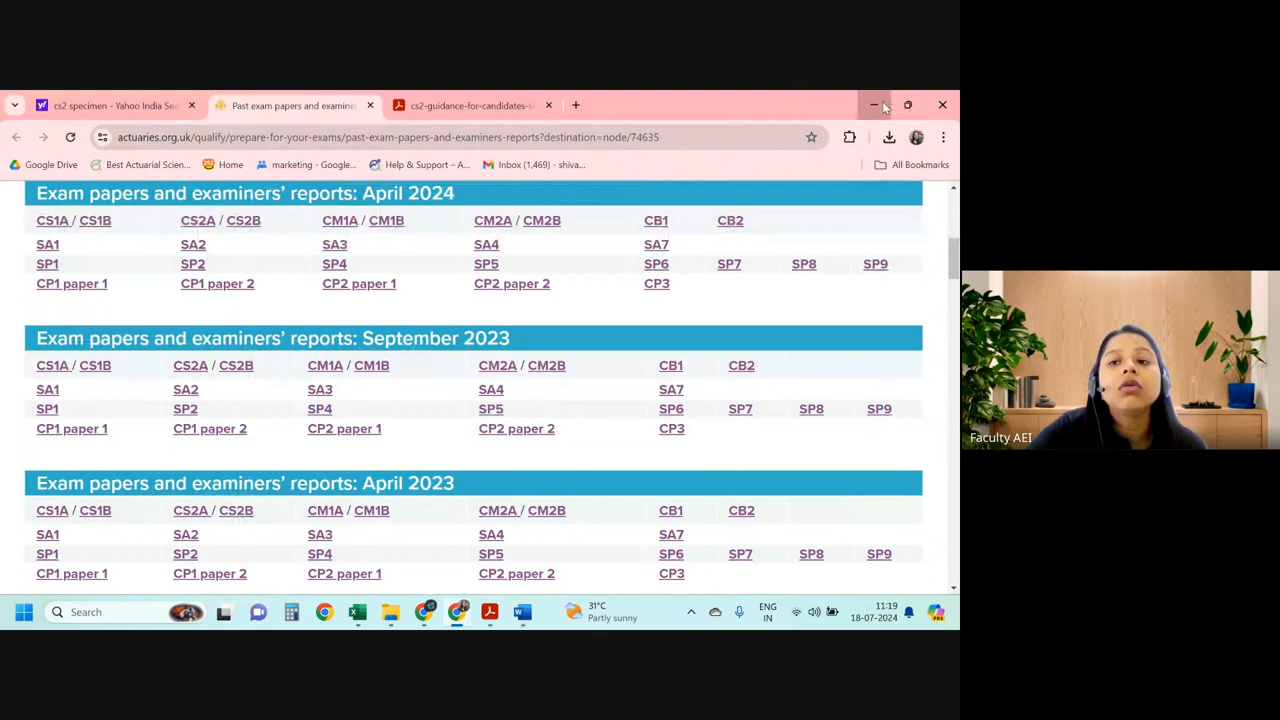 cs2 specimen - Yahoo India Sea
Past exam papers and examine
cs2-guidance-for-candidates-s
actuaries.org.uk/qualify/prepare-for-your-exams/past-exam-papers-and-examiners-reports?destination=node/74635
Google Drive
Best Actuarial Scien...
Home
marketing - Google...
Help & Support – A...
Inbox (1,469) - shiva...
All Bookmarks
Exam papers and examiners’ reports: April 2024
CS1A / CS1B CS2A / CS2B CM1A / CM1B CM2A / CM2B CB1 CB2
SA1 SA2 SA3 SA4 SA7
SP1 SP2 SP4 SP5 SP6 SP7 SP8 SP9
CP1 paper 1 CP1 paper 2 CP2 paper 1 CP2 paper 2 CP3
Exam papers and examiners’ reports: September 2023
CS1A / CS1B CS2A / CS2B CM1A / CM1B CM2A / CM2B CB1 CB2
SA1 SA2 SA3 SA4 SA7
SP1 SP2 SP4 SP5 SP6 SP7 SP8 SP9
CP1 paper 1 CP1 paper 2 CP2 paper 1 CP2 paper 2 CP3
Exam papers and examiners’ reports: April 2023
CS1A / CS1B CS2A / CS2B CM1A / CM1B CM2A / CM2B CB1 CB2
SA1 SA2 SA3 SA4 SA7
SP1 SP2 SP4 SP5 SP6 SP7 SP8 SP9
CP1 paper 1 CP1 paper 2 CP2 paper 1 CP2 paper 2 CP3
Faculty AEI
Search
31°C
Partly sunny
ENG
IN
11:19
18-07-2024